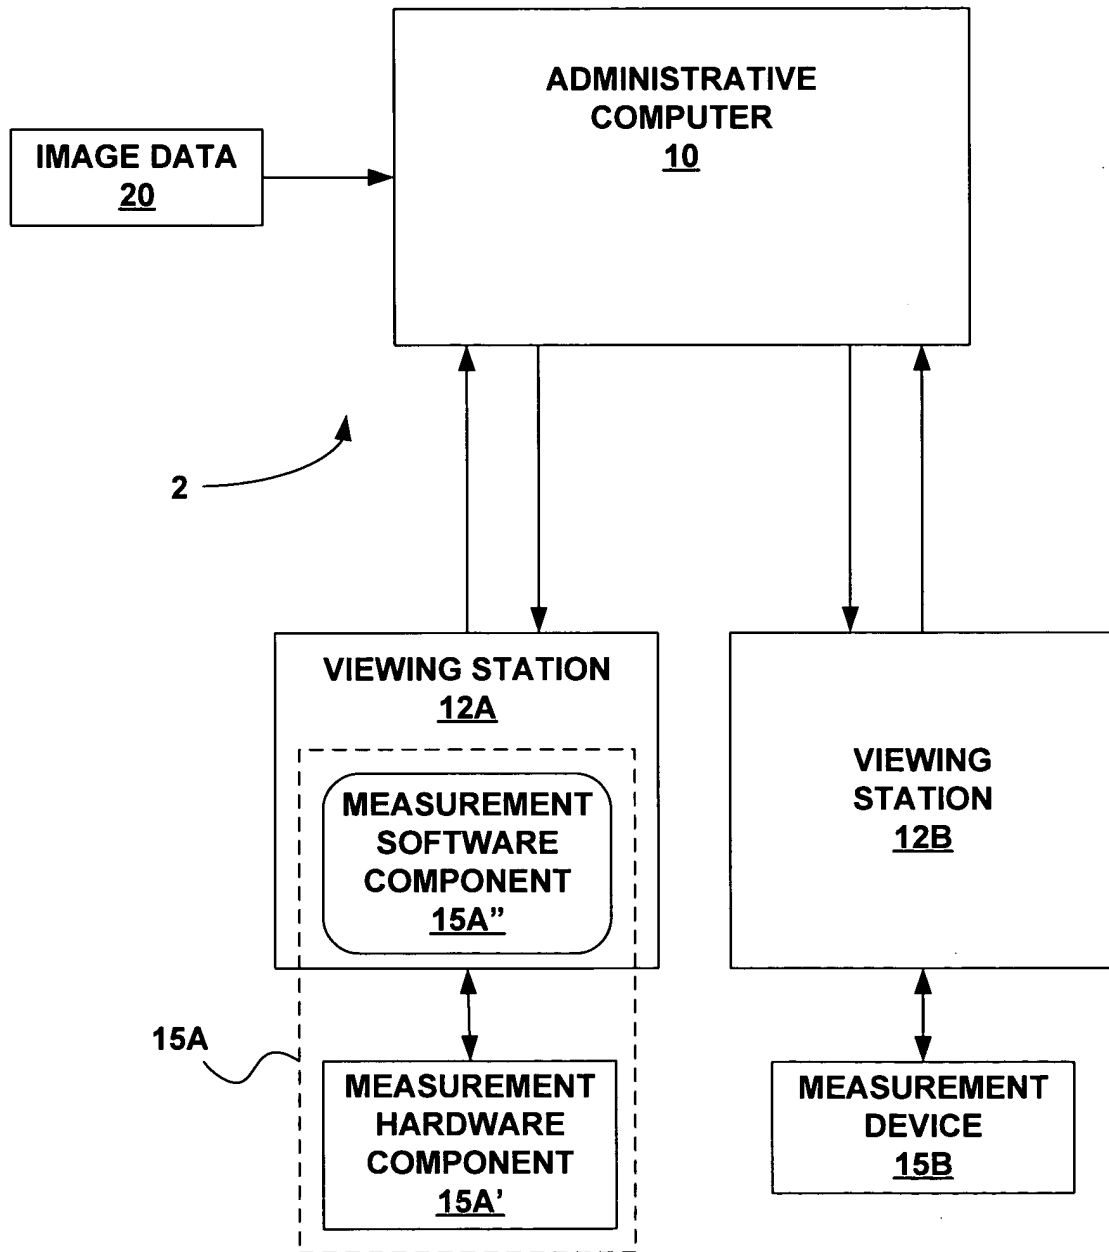 ADMINISTRATIVE
COMPUTER
10
IMAGE DATA
20
2
VIEWING STATION
12A
MEASUREMENT
SOFTWARE
COMPONENT
15A”
VIEWING
STATION
12B
15A
MEASUREMENT
HARDWARE
COMPONENT
15A’
MEASUREMENT
DEVICE
15B